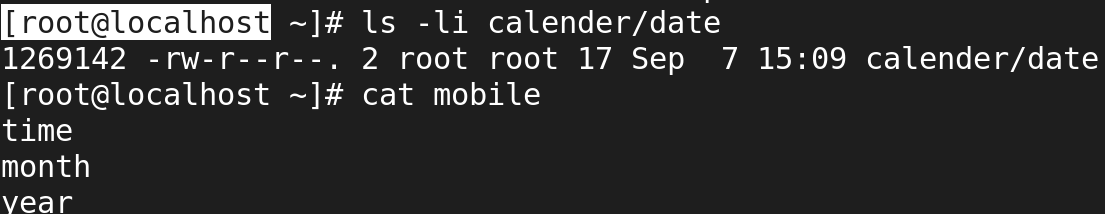 [root@localhost ~]# ls -li calender/date
1269142 -rw-r--r--. 2 root root 17 Sep  7 15:09 calender/date
[root@localhost ~]# cat mobile
time
month
year